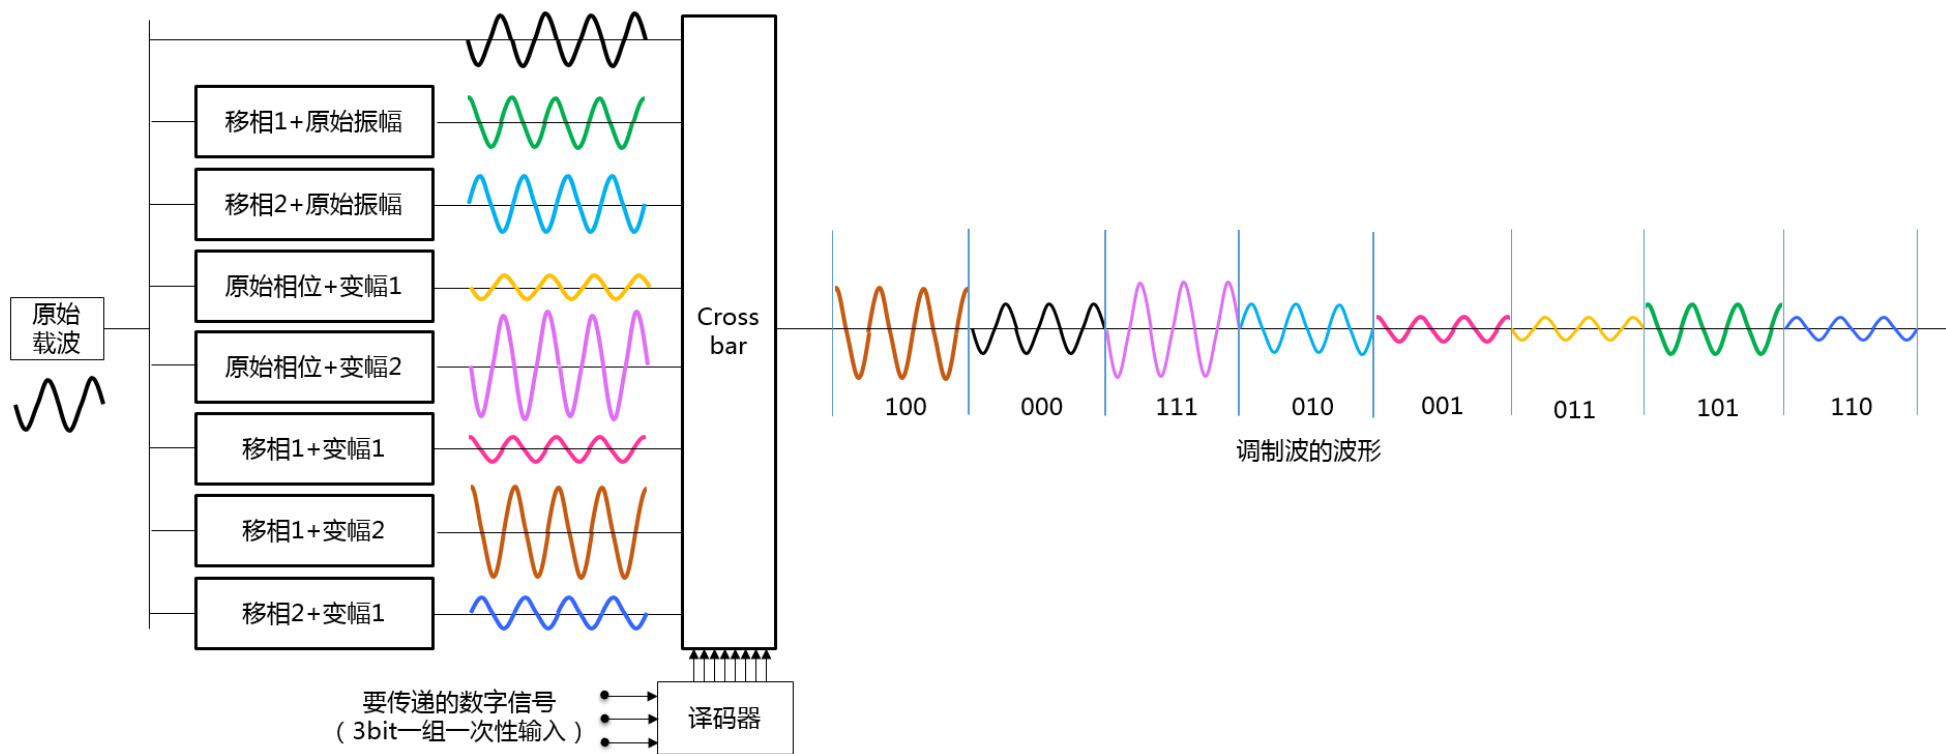 移相1+原始振幅
移相2+原始振幅
原始相位+变幅1
原始相位+变幅2
移相1+变幅1
移相1+变幅2
移相2+变幅1
原始
载波
Cross
bar
100
000
111
010
001
011
101
110
调制波的波形
要传递的数字信号
（3bit一组一次性输入）
译码器